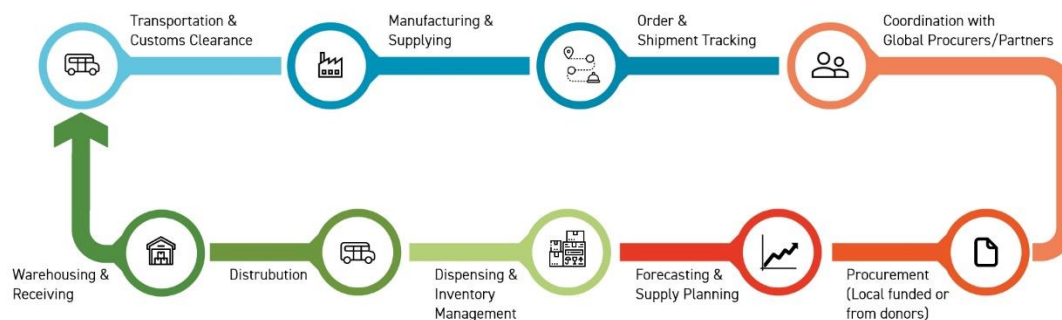 Transportation &
Customs Clearance
Manufacturing &
Supplying
Order &
Shipment Tracking
Coordination with
Global Procurers/Partners
Warehousing &
Receiving
Distrubution
Dispensing &
Inventory
Management
Forecasting &
Supply Planning
Procurement
(Local funded or
from donors)